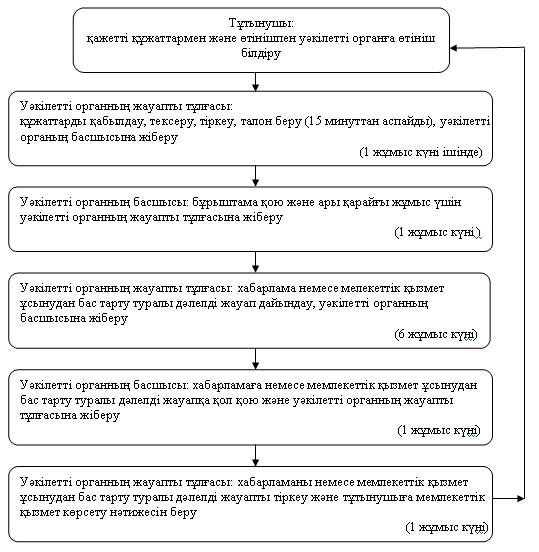 Тұтынушы:
қажетті құжаттармен және өтінішпен уәкілетті органға өтініш
білдіру
Уәкілетті органның жауапты тұлғасы:
құжаттарды қабылдау, тексеру, тіркеу, талон беру (15 минуттан аспайды), уәкілетті
органың басшысына жіберу
(1 жұмыс күні ішінде)
Уәкілетті органның басшысы: бұрыштама қою және ары қарайғы жұмыс үшін
уәкілетті органның жауапты тұлғасына жіберу
(1 жұмыс күні)
Уәкілетті органның жауапты тұлғасы: хабарлама немесе мелекеттік қызмет
ұсынудан бас тарту туралы дәлелді жауап дайындау, уәкілетті органның
басшысына жіберу
(6 жұмыс күні)
Уәкілетті органның басшысы: хабарламаға немесе мемлекеттік қызмет ұсынудан
бас тарту туралы дәлелді жауапқа қол қою және уәкілетті органның жауапты
тұлғасына жіберу
(1 жұмыс күні)
Уәкілетті органның жауапты тұлғасы: хабарламаны немесе мемлекеттік қызмет
ұсынудан бас тарту туралы дәлелді жауапты тіркеу және тұтынушыға мемлекеттік
қызмет көрсету нәтижесін беру
(1 жұмыс күні)